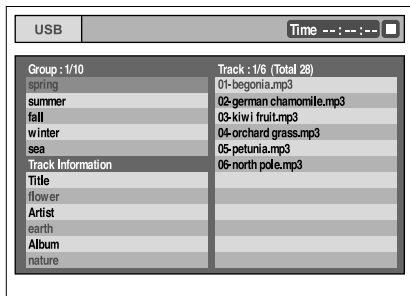 USB
Time --:--:--
Group : 1/10
spring
summer
fall
winter
sea
Track Information
Title
flower
Artist
earth
Album
nature
Track : 1/6 (Total 28)
01-begonia.mp3
02-german chamomile.mp3
03-kiwi fruit.mp3
04-orchard grass.mp3
05-petunia.mp3
06-north pole.mp3